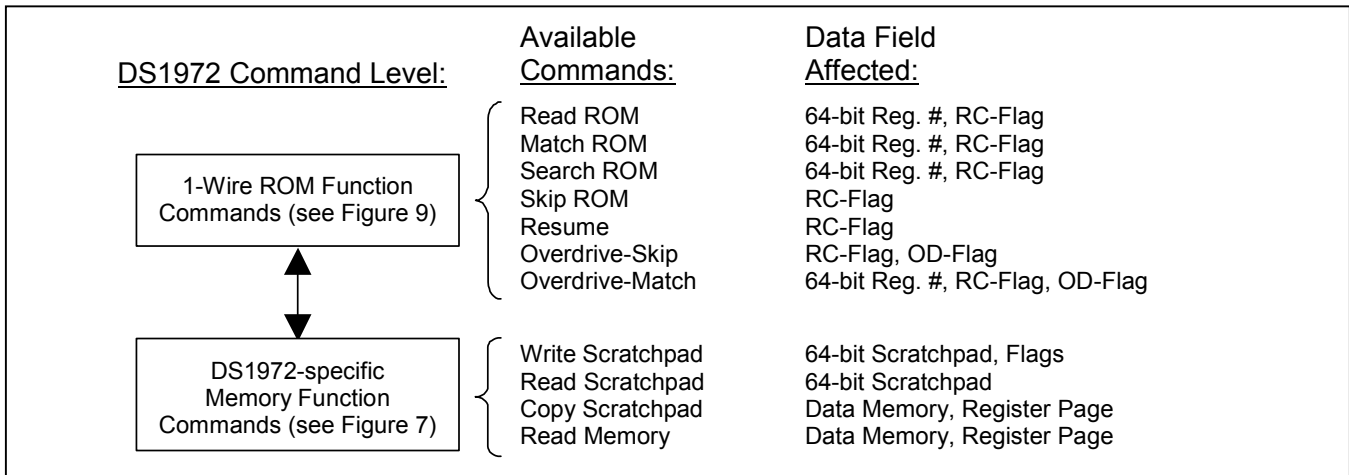 DS1972 Command Level:
Available
Commands:
Data Field
Affected:
1-Wire ROM Function
Commands (see Figure 9)
Read ROM 64-bit Reg. #, RC-Flag
Match ROM 64-bit Reg. #, RC-Flag
Search ROM 64-bit Reg. #, RC-Flag
Skip ROM RC-Flag
Resume RC-Flag
Overdrive-Skip RC-Flag, OD-Flag
Overdrive-Match 64-bit Reg. #, RC-Flag, OD-Flag
DS1972-specific
Memory Function
Commands (see Figure 7)
Write Scratchpad 64-bit Scratchpad, Flags
Read Scratchpad 64-bit Scratchpad
Copy Scratchpad Data Memory, Register Page
Read Memory Data Memory, Register Page